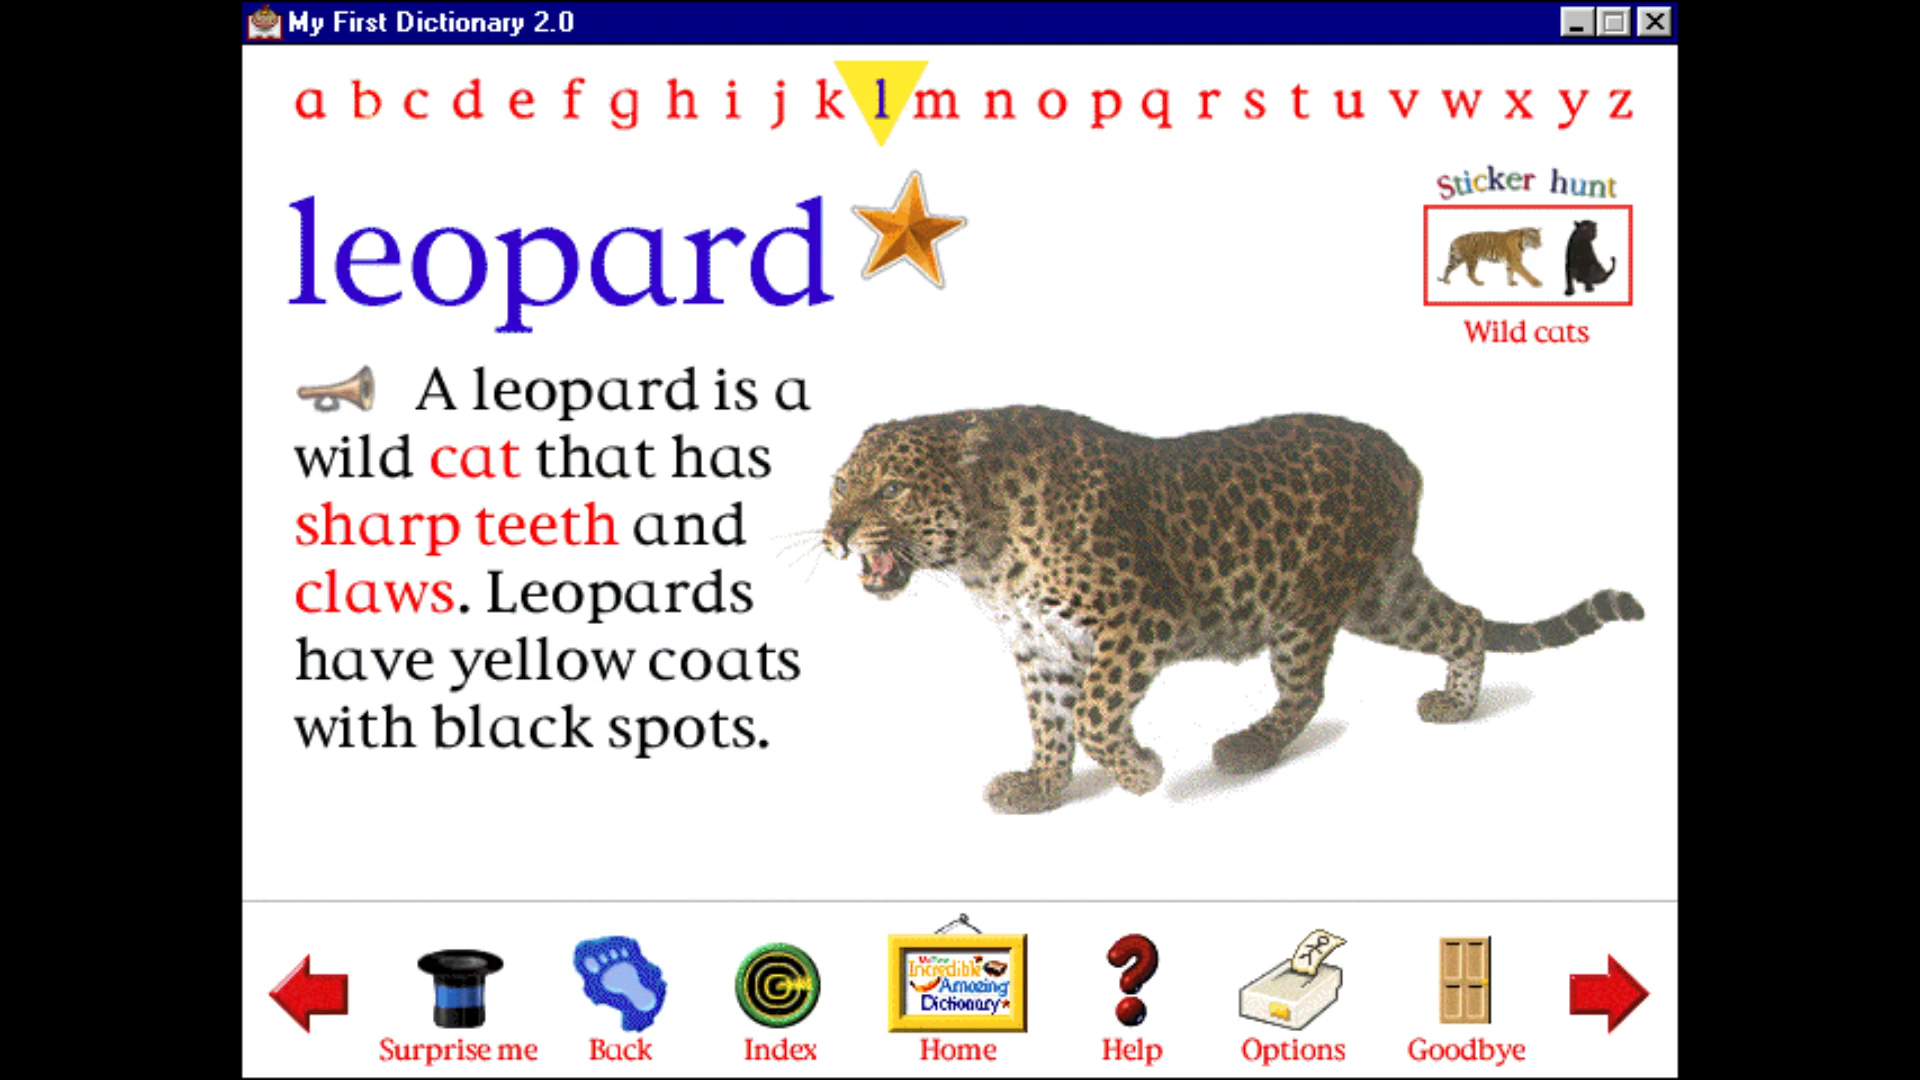 My First Dictionary 2.0
a b c d e f g h i j k l m n o p q r s t u v w x y z
leopard
Sticker hunt
Wild cats
A leopard is a
wild cat that has
sharp teeth and
claws. Leopards
have yellow coats
with black spots.
My First
Incredible
Amazing
Dictionary
Surprise me
Back
Index
Home
Help
Options
Goodbye